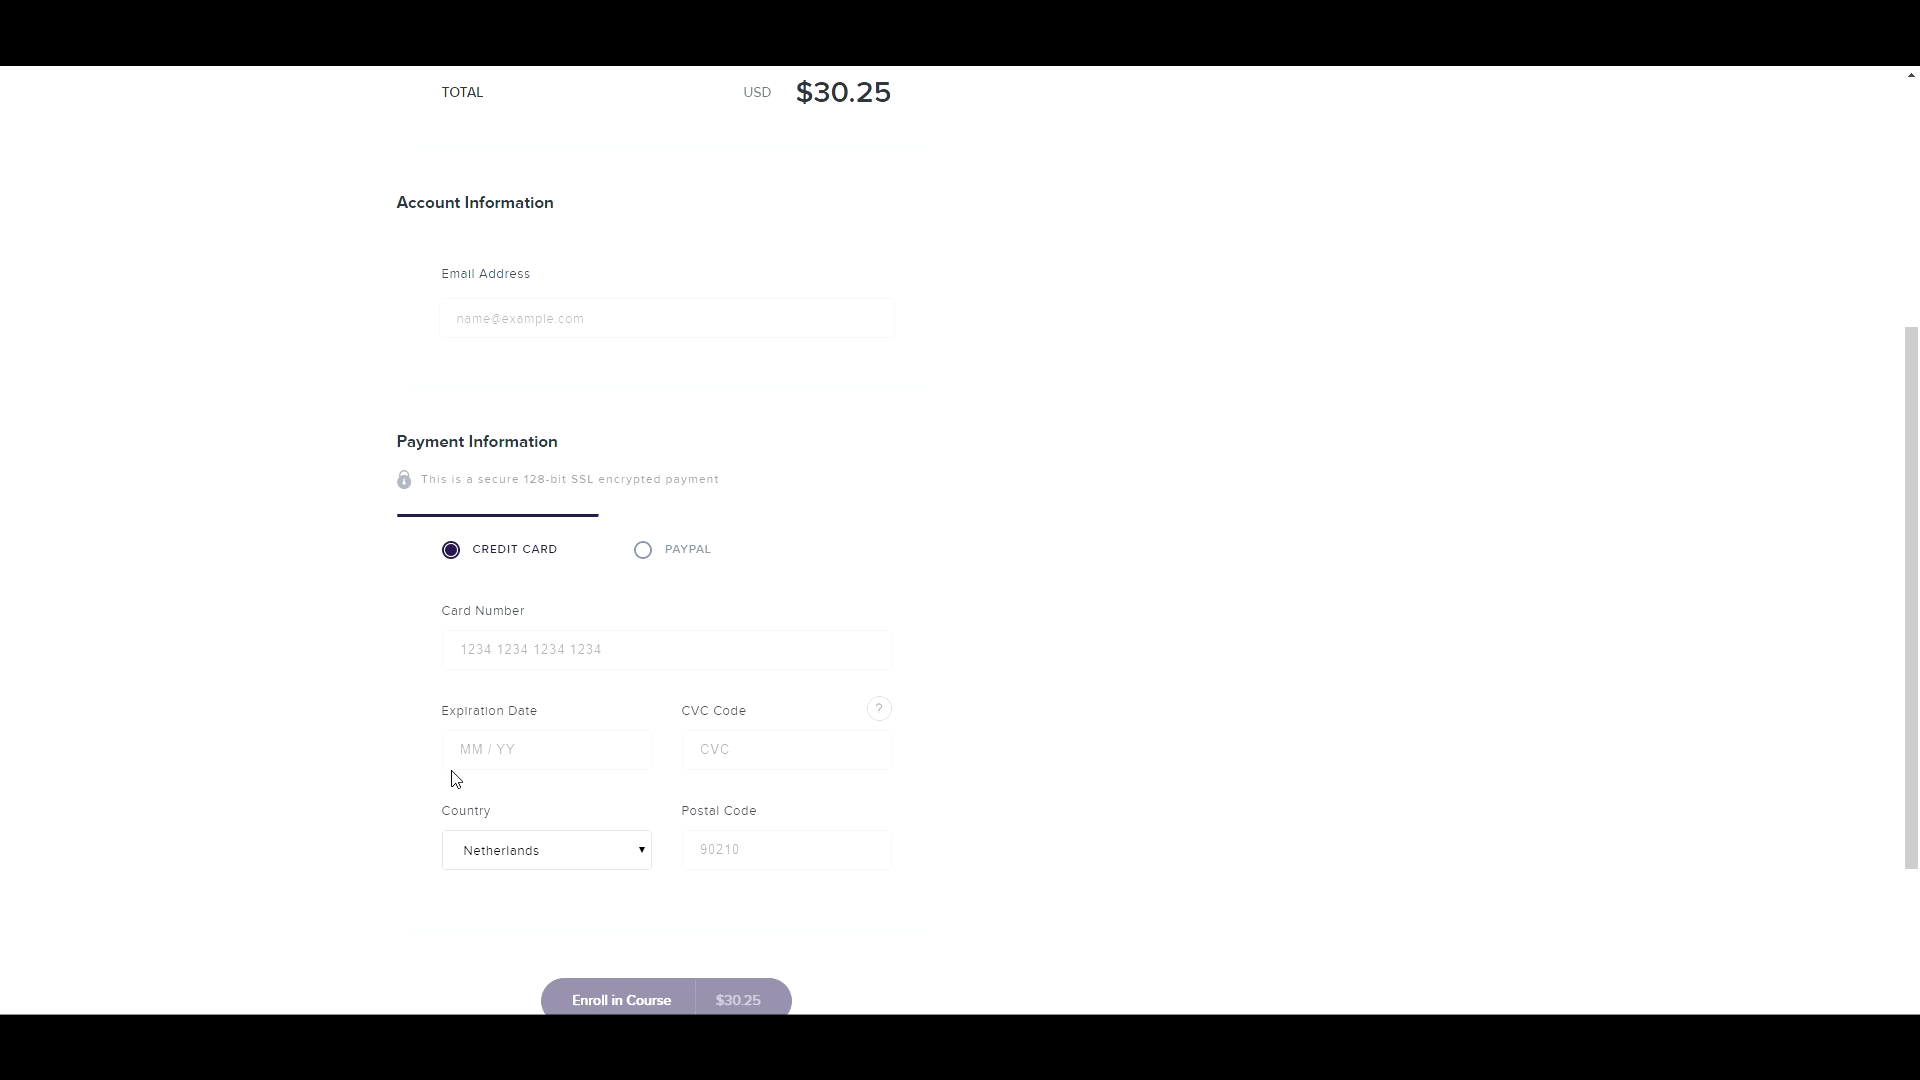 TOTAL USD $30.25
Account Information
Email Address
name@example.com
Payment Information
This is a secure 128-bit SSL encrypted payment
CREDIT CARD PAYPAL
Card Number
1234 1234 1234 1234
Expiration Date CVC Code ?
MM / YY CVC
Country Postal Code
Netherlands 90210
Enroll in Course $30.25